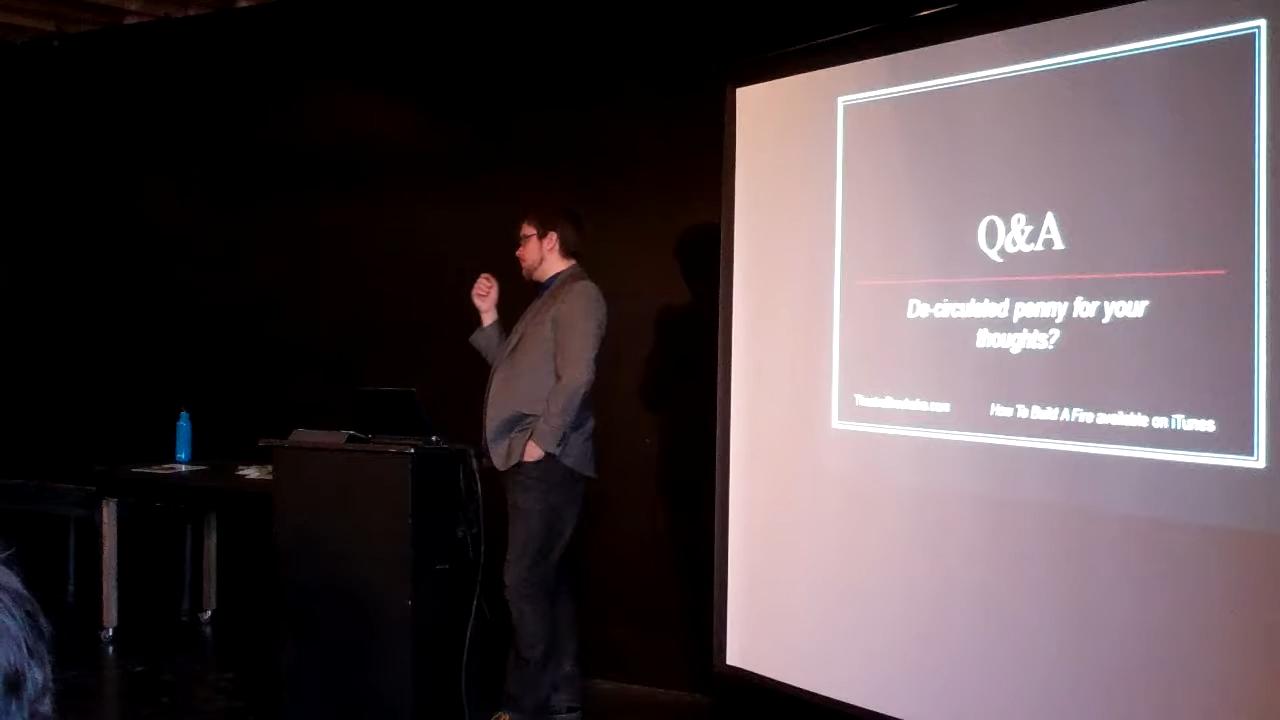 Q&A
De-circulated penny for your
thoughts?
How To Build A Fire available on iTunes